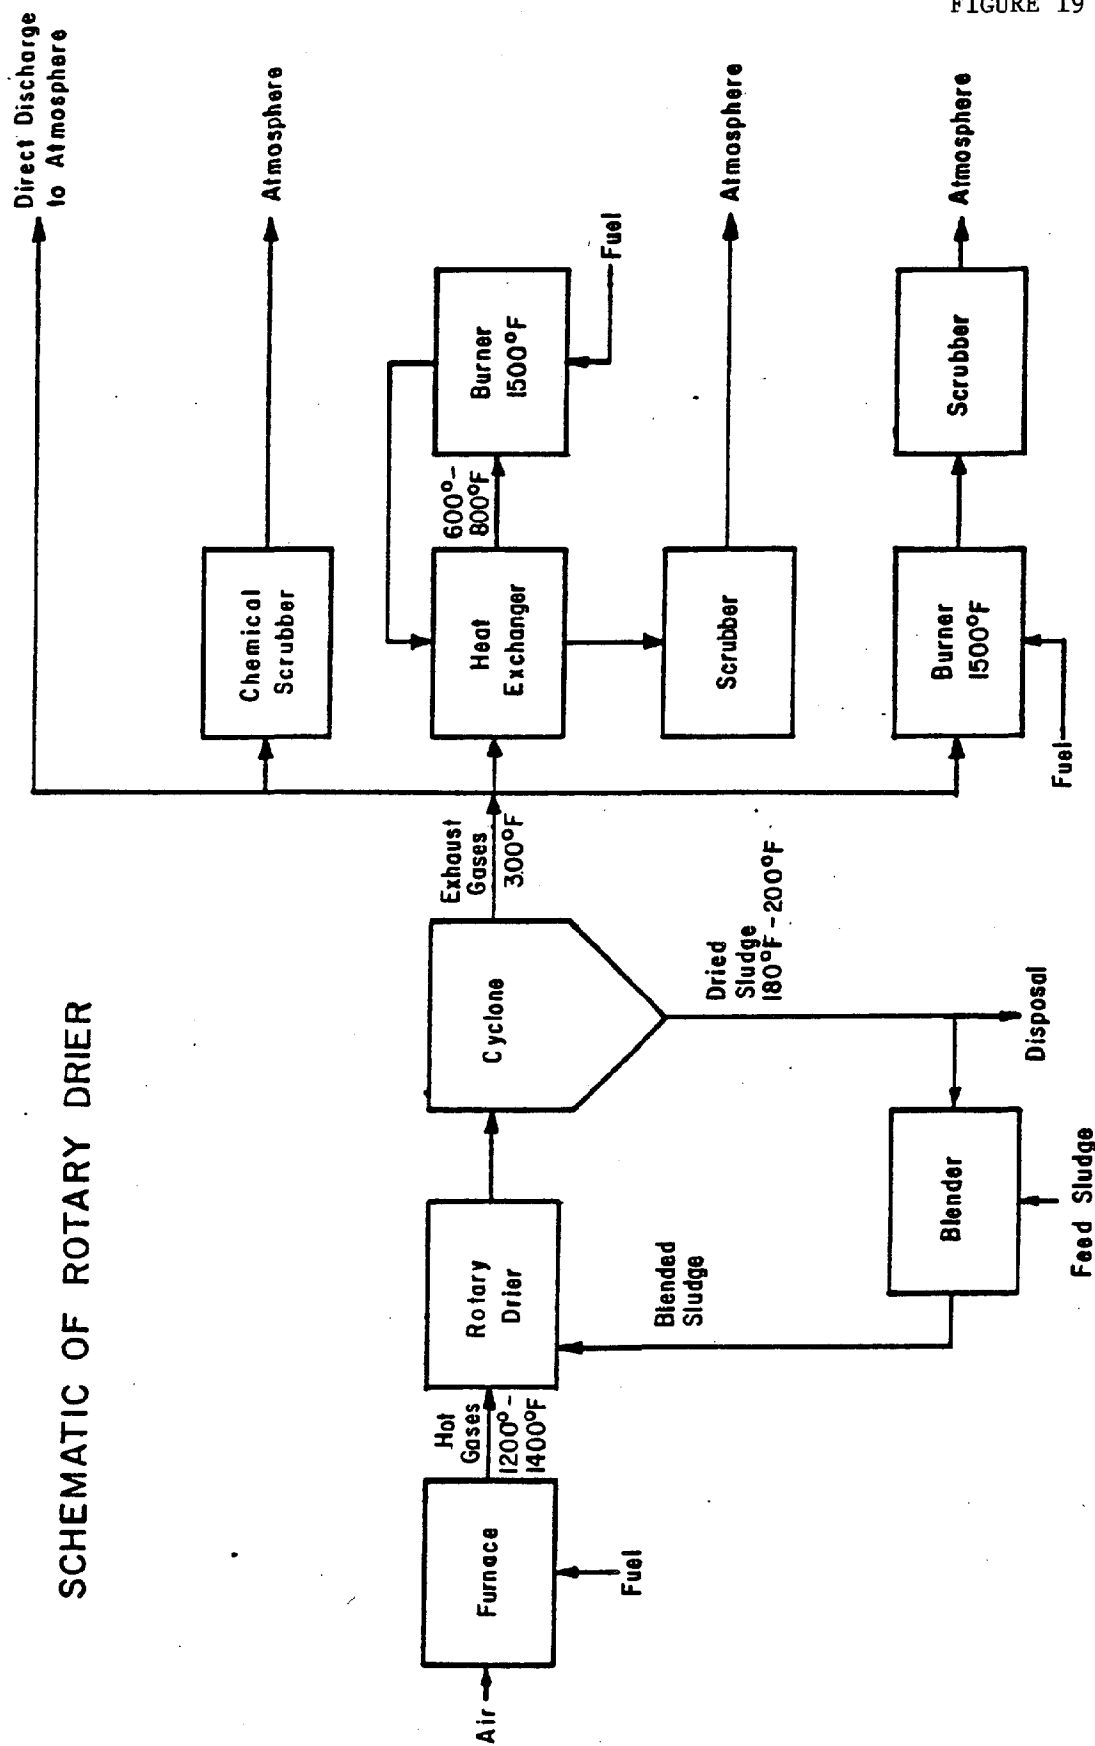 FIGURE 19
SCHEMATIC OF ROTARY DRIER
Air
Furnace
Fuel
Hot
Gases
1200°-
1400°F
Rotary
Drier
Blended
Sludge
Cyclone
Exhaust
Gases
300°F
Dried
Sludge
180°F-200°F
Disposal
Blender
Feed Sludge
Direct Discharge
to Atmosphere
Chemical
Scrubber
Atmosphere
Heat
Exchanger
600°-
800°F
Burner
1500°F
Fuel
Scrubber
Atmosphere
Burner
1500°F
Fuel
Scrubber
Atmosphere